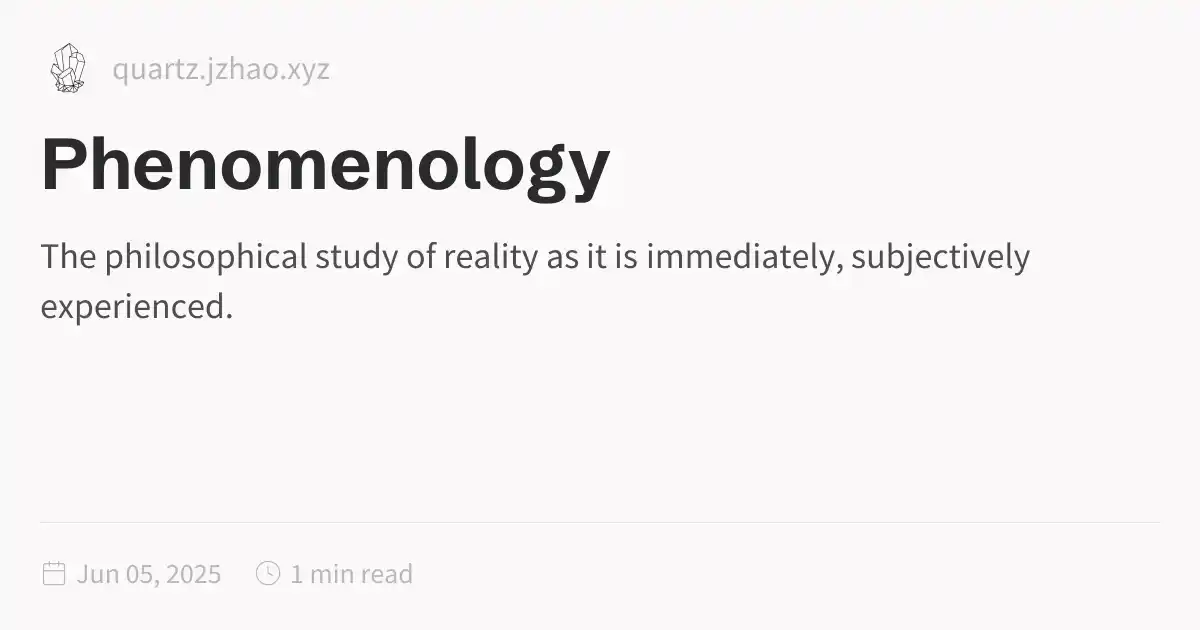 quartz.jzhao.xyz
Phenomenology
The philosophical study of reality as it is immediately, subjectively
experienced.
Jun 05, 2025 1 min read